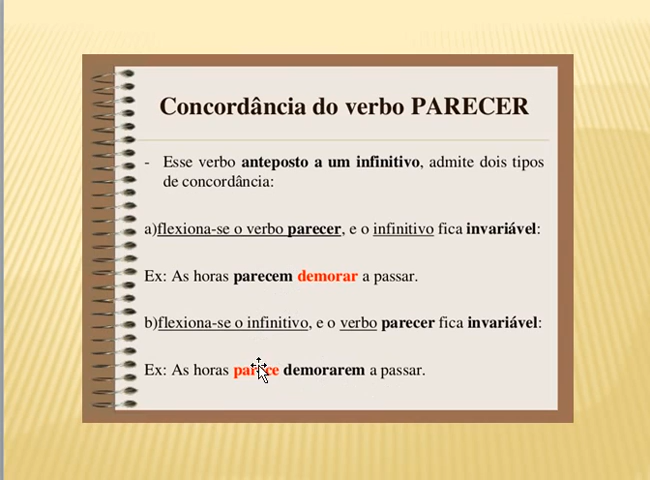 Concordância do verbo PARECER
- Esse verbo anteposto a um infinitivo, admite dois tipos
de concordância:
a)flexiona-se o verbo parecer, e o infinitivo fica invariável:
Ex: As horas parecem demorar a passar.
b)flexiona-se o infinitivo, e o verbo parecer fica invariável:
Ex: As horas parece demorarem a passar.